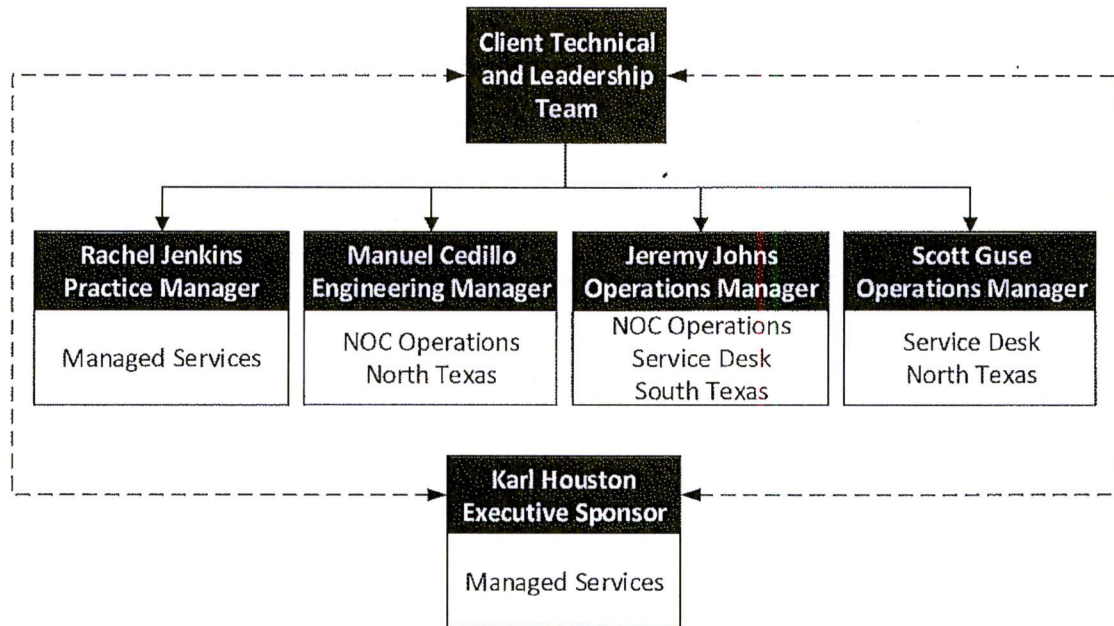 Client Technical
and Leadership
Team
Rachel Jenkins
Practice Manager
Managed Services
Manuel Cedillo
Engineering Manager
NOC Operations
North Texas
Jeremy Johns
Operations Manager
NOC Operations
Service Desk
South Texas
Scott Guse
Operations Manager
Service Desk
North Texas
Karl Houston
Executive Sponsor
Managed Services